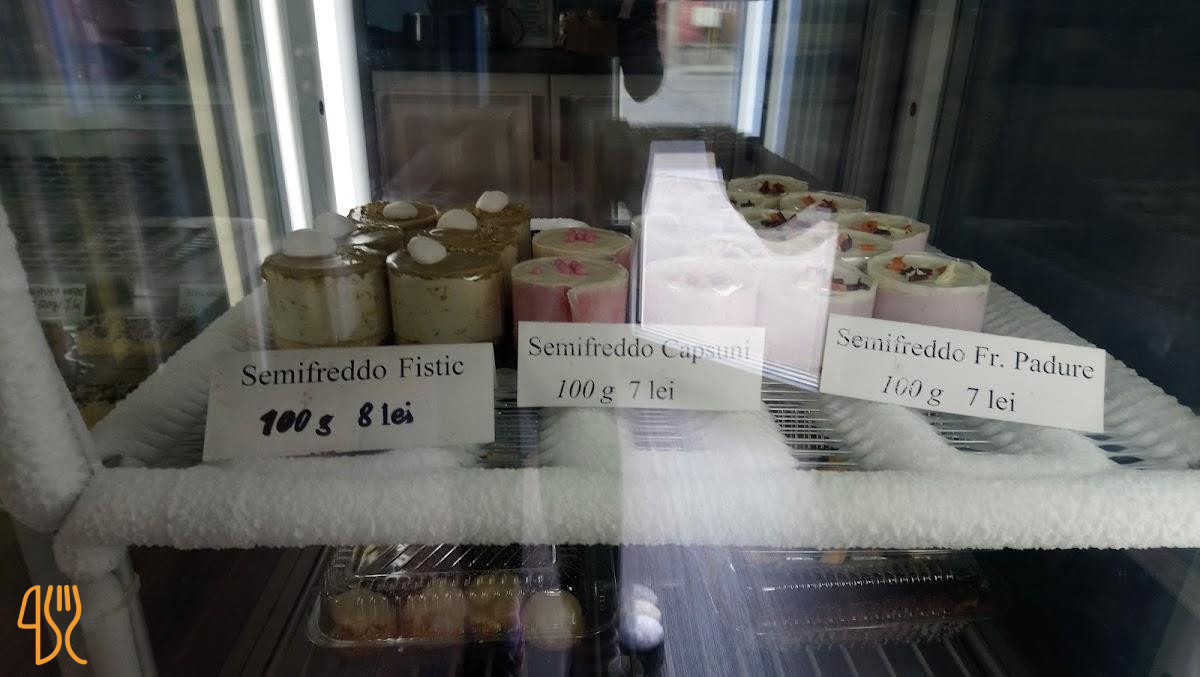 Semifreddo Fistic
100 g 8 lei
Semifreddo Capsuni
100 g 7 lei
Semifreddo Fr. Padure
100 g 7 lei